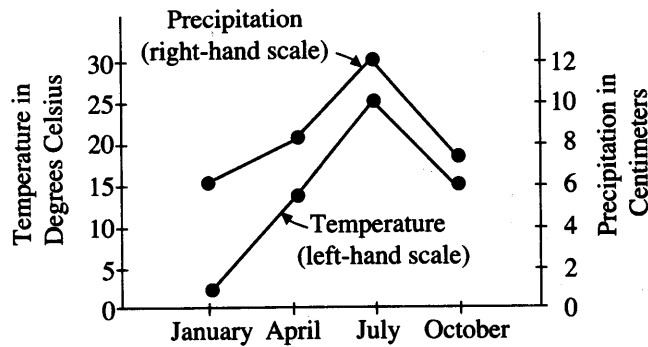 Precipitation
(right-hand scale)
Temperature in
Degrees Celsius
30
25
20
15
10
5
0
Temperature
(left-hand scale)
12
10
8
6
4
2
0
Precipitation in
Centimeters
January April July October